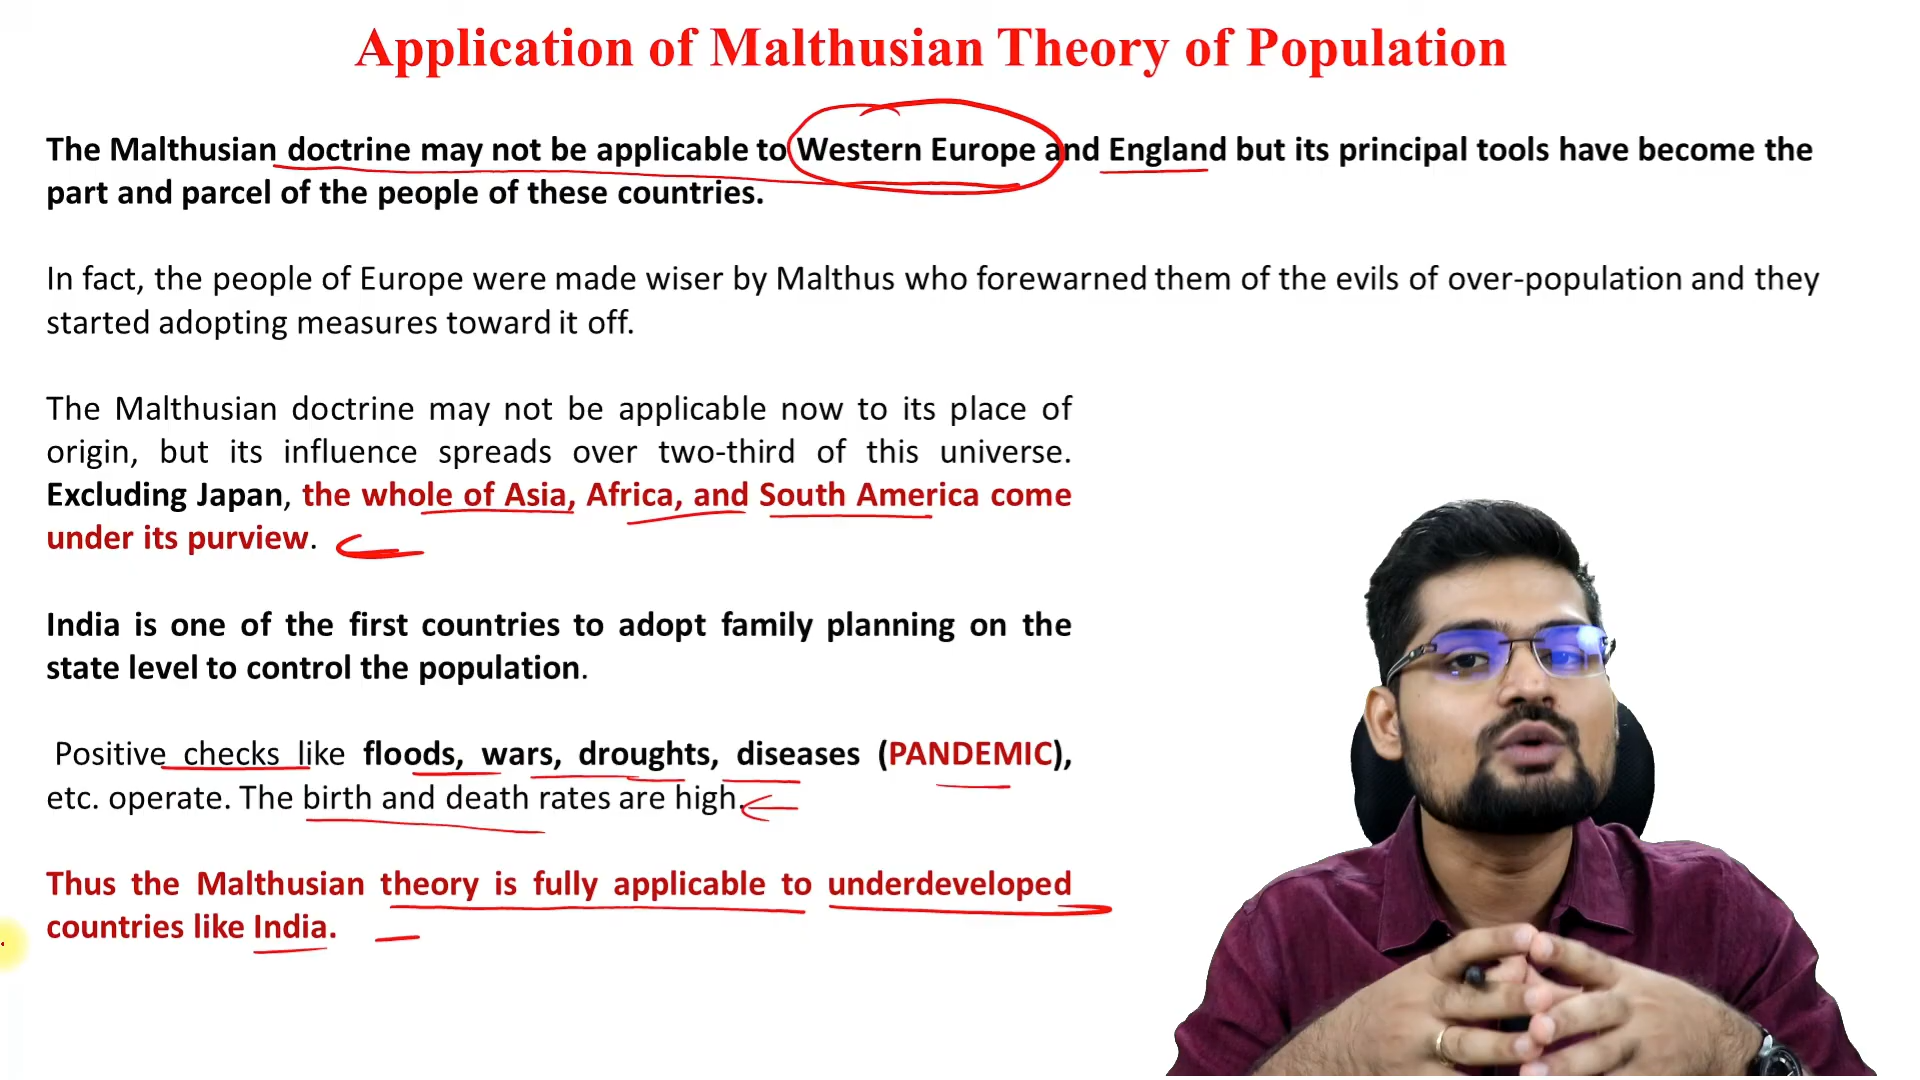 Application of Malthusian Theory of Population
The Malthusian doctrine may not be applicable to Western Europe and England but its principal tools have become the
part and parcel of the people of these countries.
In fact, the people of Europe were made wiser by Malthus who forewarned them of the evils of over-population and they
started adopting measures toward it off.
The Malthusian doctrine may not be applicable now to its place of
origin, but its influence spreads over two-third of this universe.
Excluding Japan, the whole of Asia, Africa, and South America come
under its purview.
India is one of the first countries to adopt family planning on the
state level to control the population.
Positive checks like floods, wars, droughts, diseases (PANDEMIC),
etc. operate. The birth and death rates are high.
Thus the Malthusian theory is fully applicable to underdeveloped
countries like India.